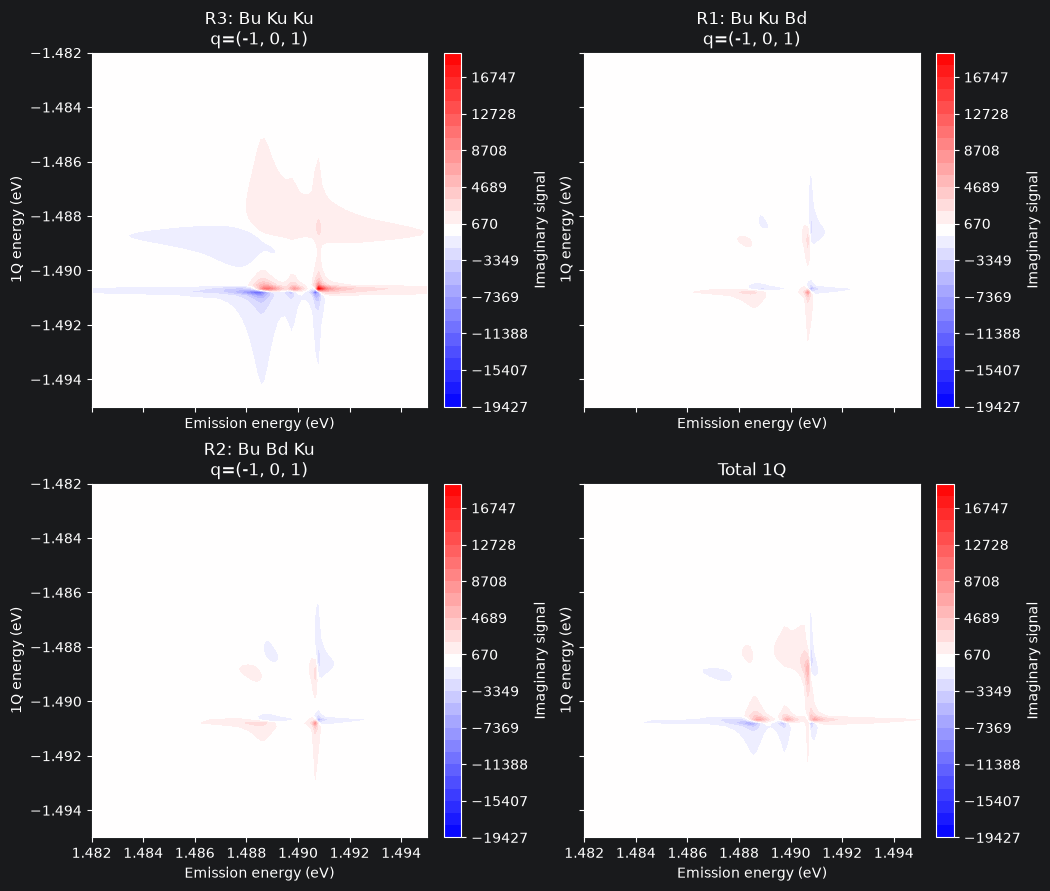 R3: Bu Ku Ku
q=(-1, 0, 1)
−1.482
−1.484
−1.486
−1.488
−1.490
−1.492
−1.494
1Q energy (eV)
Emission energy (eV)
16747
12728
8708
4689
670
−3349
−7369
−11388
−15407
−19427
Imaginary signal
R1: Bu Ku Bd
q=(-1, 0, 1)
1Q energy (eV)
Emission energy (eV)
16747
12728
8708
4689
670
−3349
−7369
−11388
−15407
−19427
Imaginary signal
R2: Bu Bd Ku
q=(-1, 0, 1)
−1.482
−1.484
−1.486
−1.488
−1.490
−1.492
−1.494
1Q energy (eV)
1.482 1.484 1.486 1.488 1.490 1.492 1.494
Emission energy (eV)
16747
12728
8708
4689
670
−3349
−7369
−11388
−15407
−19427
Imaginary signal
Total 1Q
1Q energy (eV)
1.482 1.484 1.486 1.488 1.490 1.492 1.494
Emission energy (eV)
16747
12728
8708
4689
670
−3349
−7369
−11388
−15407
−19427
Imaginary signal